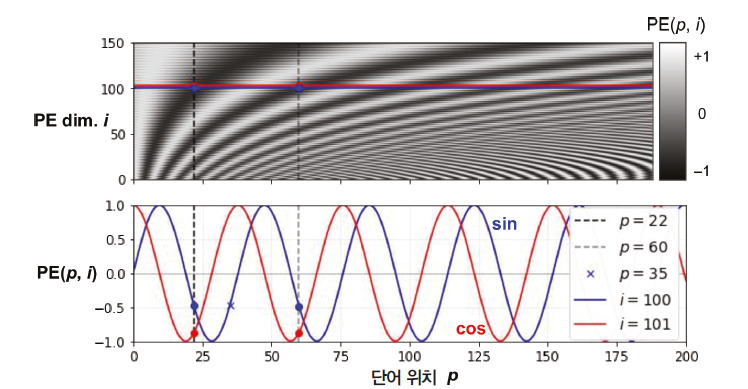 PE(p, i)
150
100
50
0
PE dim. i
+1
0
–1
1.0
0.5
0.0
−0.5
−1.0
PE(p, i)
sin
cos
p = 22
p = 60
p = 35
i = 100
i = 101
0 25 50 75 100 125 150 175 200
단어 위치 p